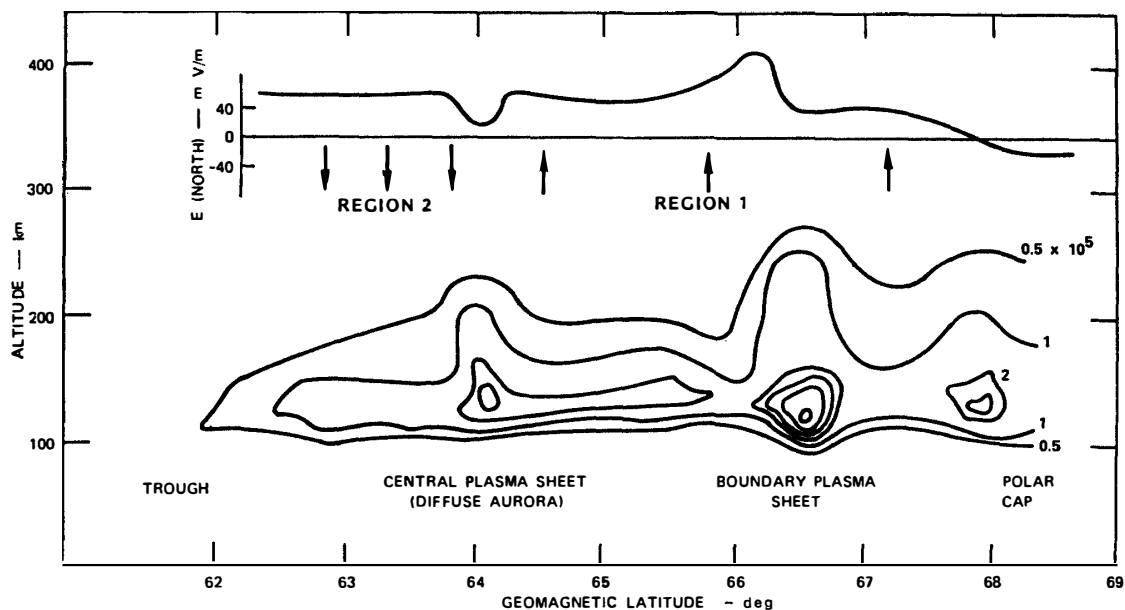 400
300
200
100
ALTITUDE — km
E (NORTH) — m V/m
40
0
-40
REGION 2
REGION 1
0.5 x 10⁵
1
2
1
0.5
TROUGH
CENTRAL PLASMA SHEET
(DIFFUSE AURORA)
BOUNDARY PLASMA
SHEET
POLAR
CAP
62
63
64
65
66
67
68
69
GEOMAGNETIC LATITUDE - deg